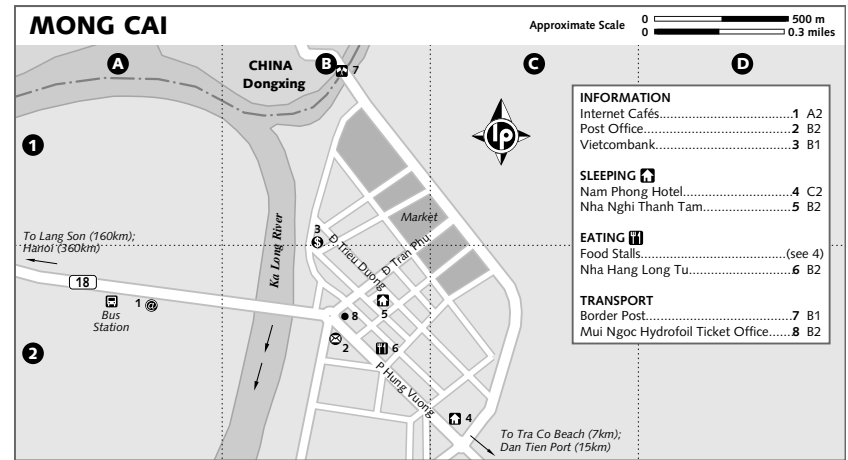 MONG CAI
Approximate Scale
0 500 m
0 0.3 miles
A
B
C
D
1
2
CHINA
Dongxing
7
INFORMATION
Internet Cafés.......................................1 A2
Post Office............................................2 B2
Vietcombank........................................3 B1
SLEEPING
Nam Phong Hotel................................4 C2
Nha Nghi Thanh Tam..........................5 B2
EATING
Food Stalls......................................(see 4)
Nha Hang Long Tu..............................6 B2
TRANSPORT
Border Post..........................................7 B1
Mui Ngoc Hydrofoil Ticket Office......8 B2
lp
Market
Ka Long River
3
$
Đ Trieu Duong
Đ Tran Phu
To Lang Son (160km);
Hanoi (360km)
18
Bus
Station
1 @
8
5
2
6
P Hung Vuong
4
To Tra Co Beach (7km);
Dan Tien Port (15km)